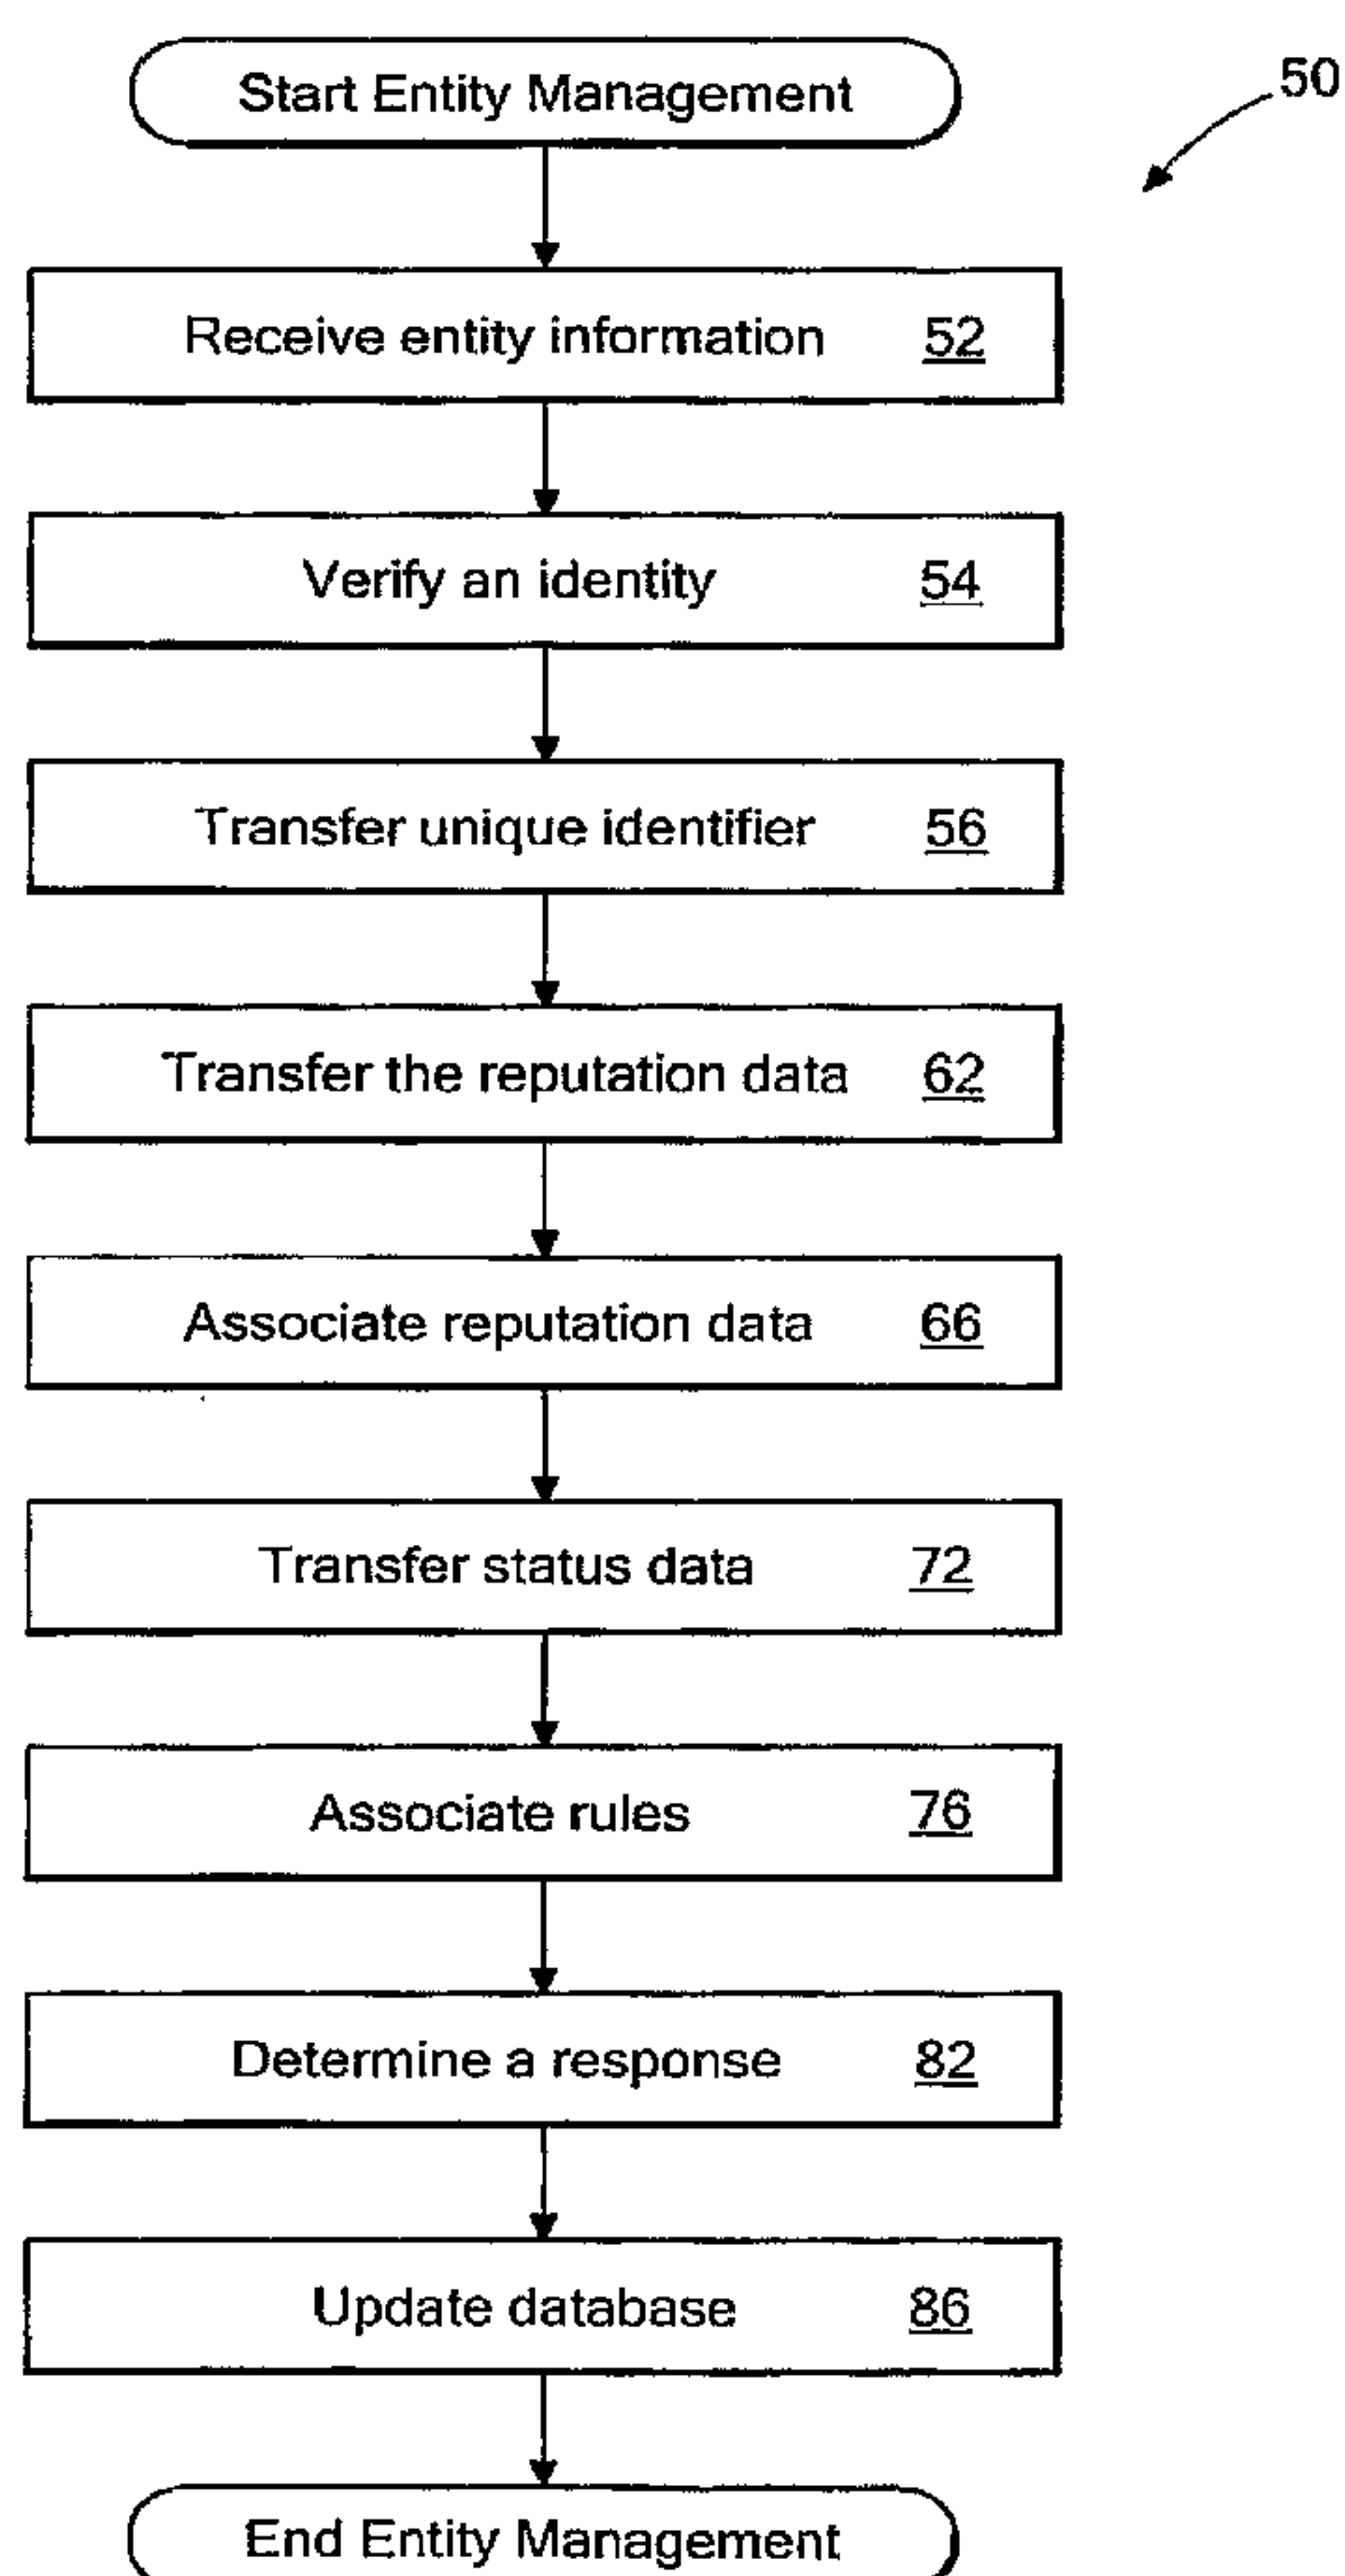 Start Entity Management
50
Receive entity information 52
Verify an identity 54
Transfer unique identifier 56
Transfer the reputation data 62
Associate reputation data 66
Transfer status data 72
Associate rules 76
Determine a response 82
Update database 86
End Entity Management